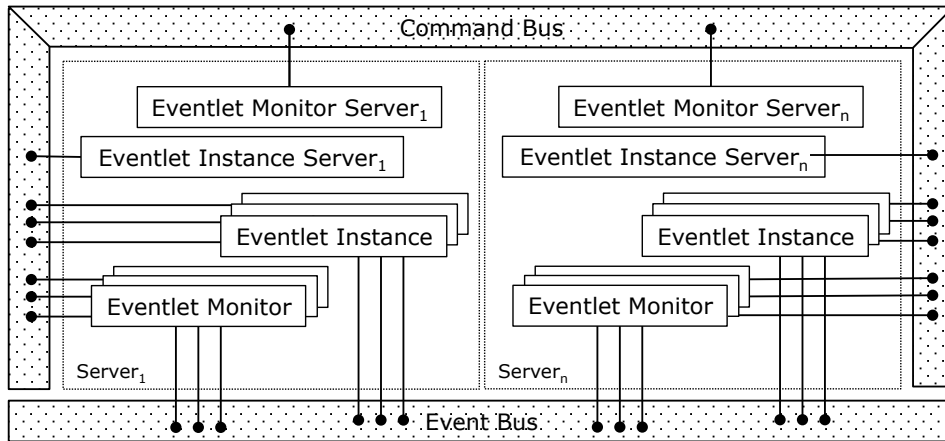 Command Bus
Eventlet Monitor Server₁
Eventlet Monitor Serverₙ
Eventlet Instance Server₁
Eventlet Instance Serverₙ
Eventlet Instance
Eventlet Instance
Eventlet Monitor
Eventlet Monitor
Server₁
Serverₙ
Event Bus